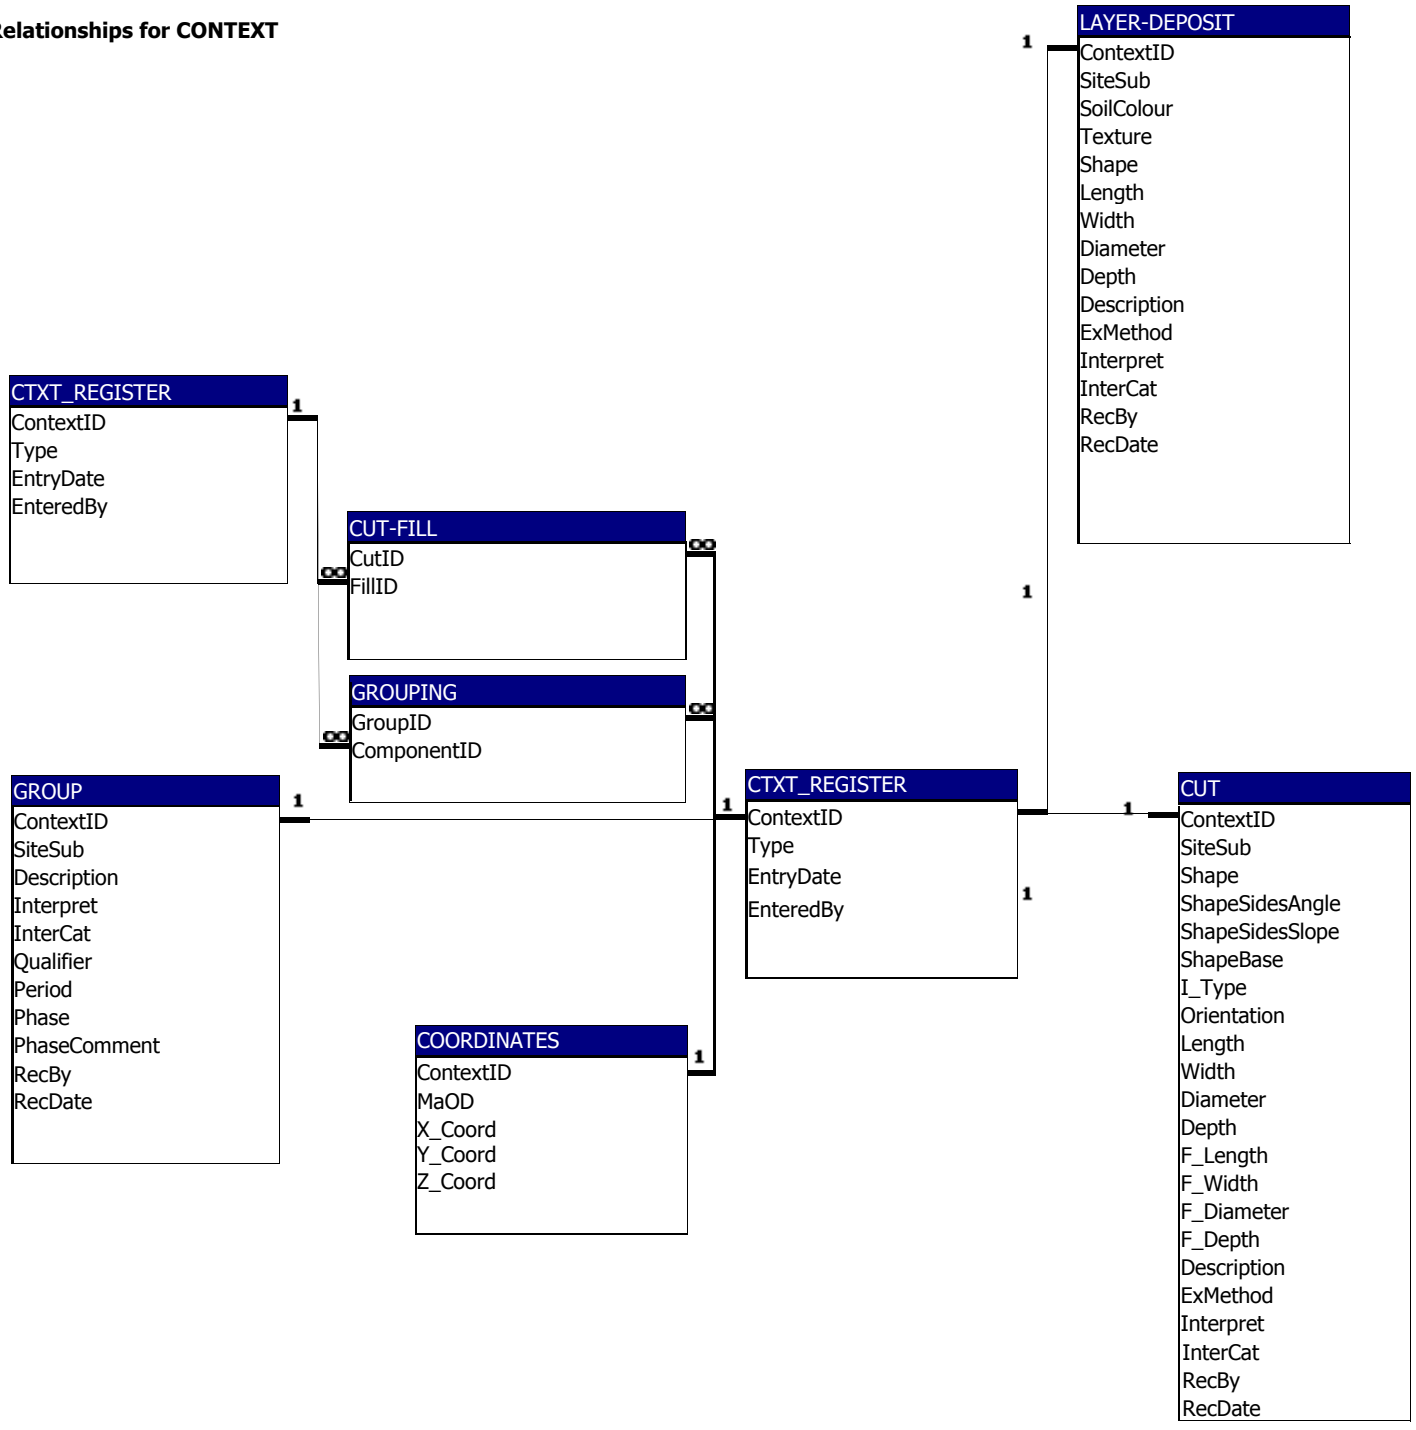 Relationships for CONTEXT
LAYER-DEPOSIT
1
ContextID
SiteSub
SoilColour
Texture
Shape
Length
Width
Diameter
Depth
Description
ExMethod
Interpret
InterCat
RecBy
RecDate
CTXT_REGISTER
1
ContextID
Type
EntryDate
EnteredBy
CUT-FILL
∞
∞
CutID
FillID
1
GROUPING
∞
∞
GroupID
ComponentID
GROUP
1
ContextID
SiteSub
Description
Interpret
InterCat
Qualifier
Period
Phase
PhaseComment
RecBy
RecDate
CTXT_REGISTER
1
ContextID
Type
EntryDate
EnteredBy
1
1
CUT
ContextID
SiteSub
Shape
ShapeSidesAngle
ShapeSidesSlope
ShapeBase
I_Type
Orientation
Length
Width
Diameter
Depth
F_Length
F_Width
F_Diameter
F_Depth
Description
ExMethod
Interpret
InterCat
RecBy
RecDate
COORDINATES
1
ContextID
MaOD
X_Coord
Y_Coord
Z_Coord